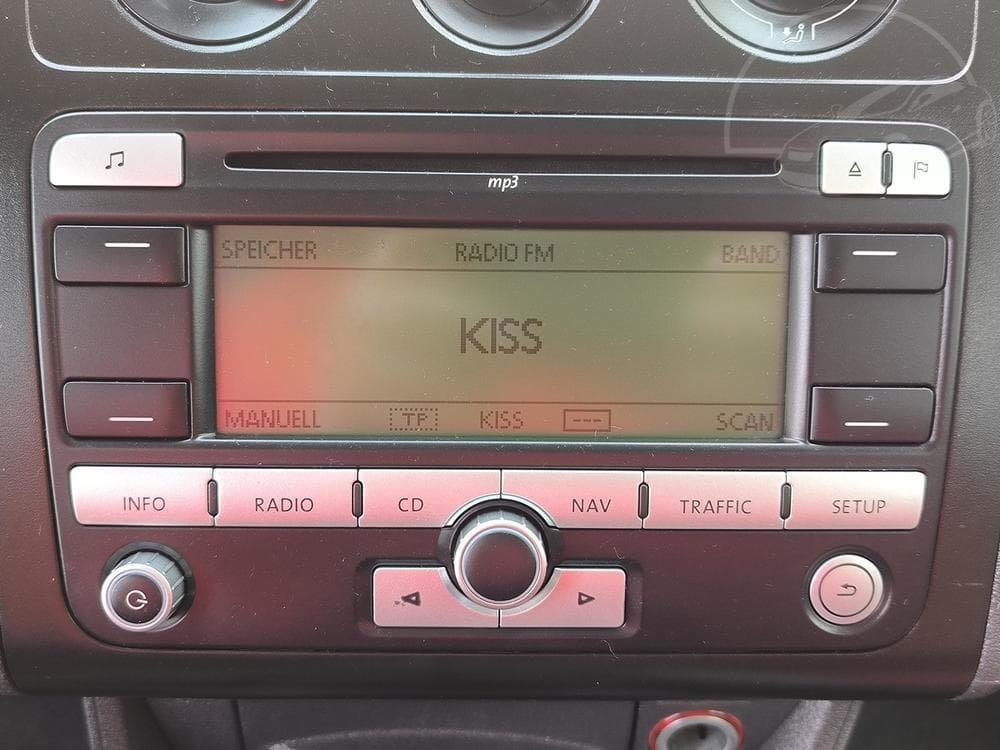 mp3
SPEICHER RADIO FM BAND
KISS
MANUELL TP KISS --- SCAN
INFO RADIO CD NAV TRAFFIC SETUP